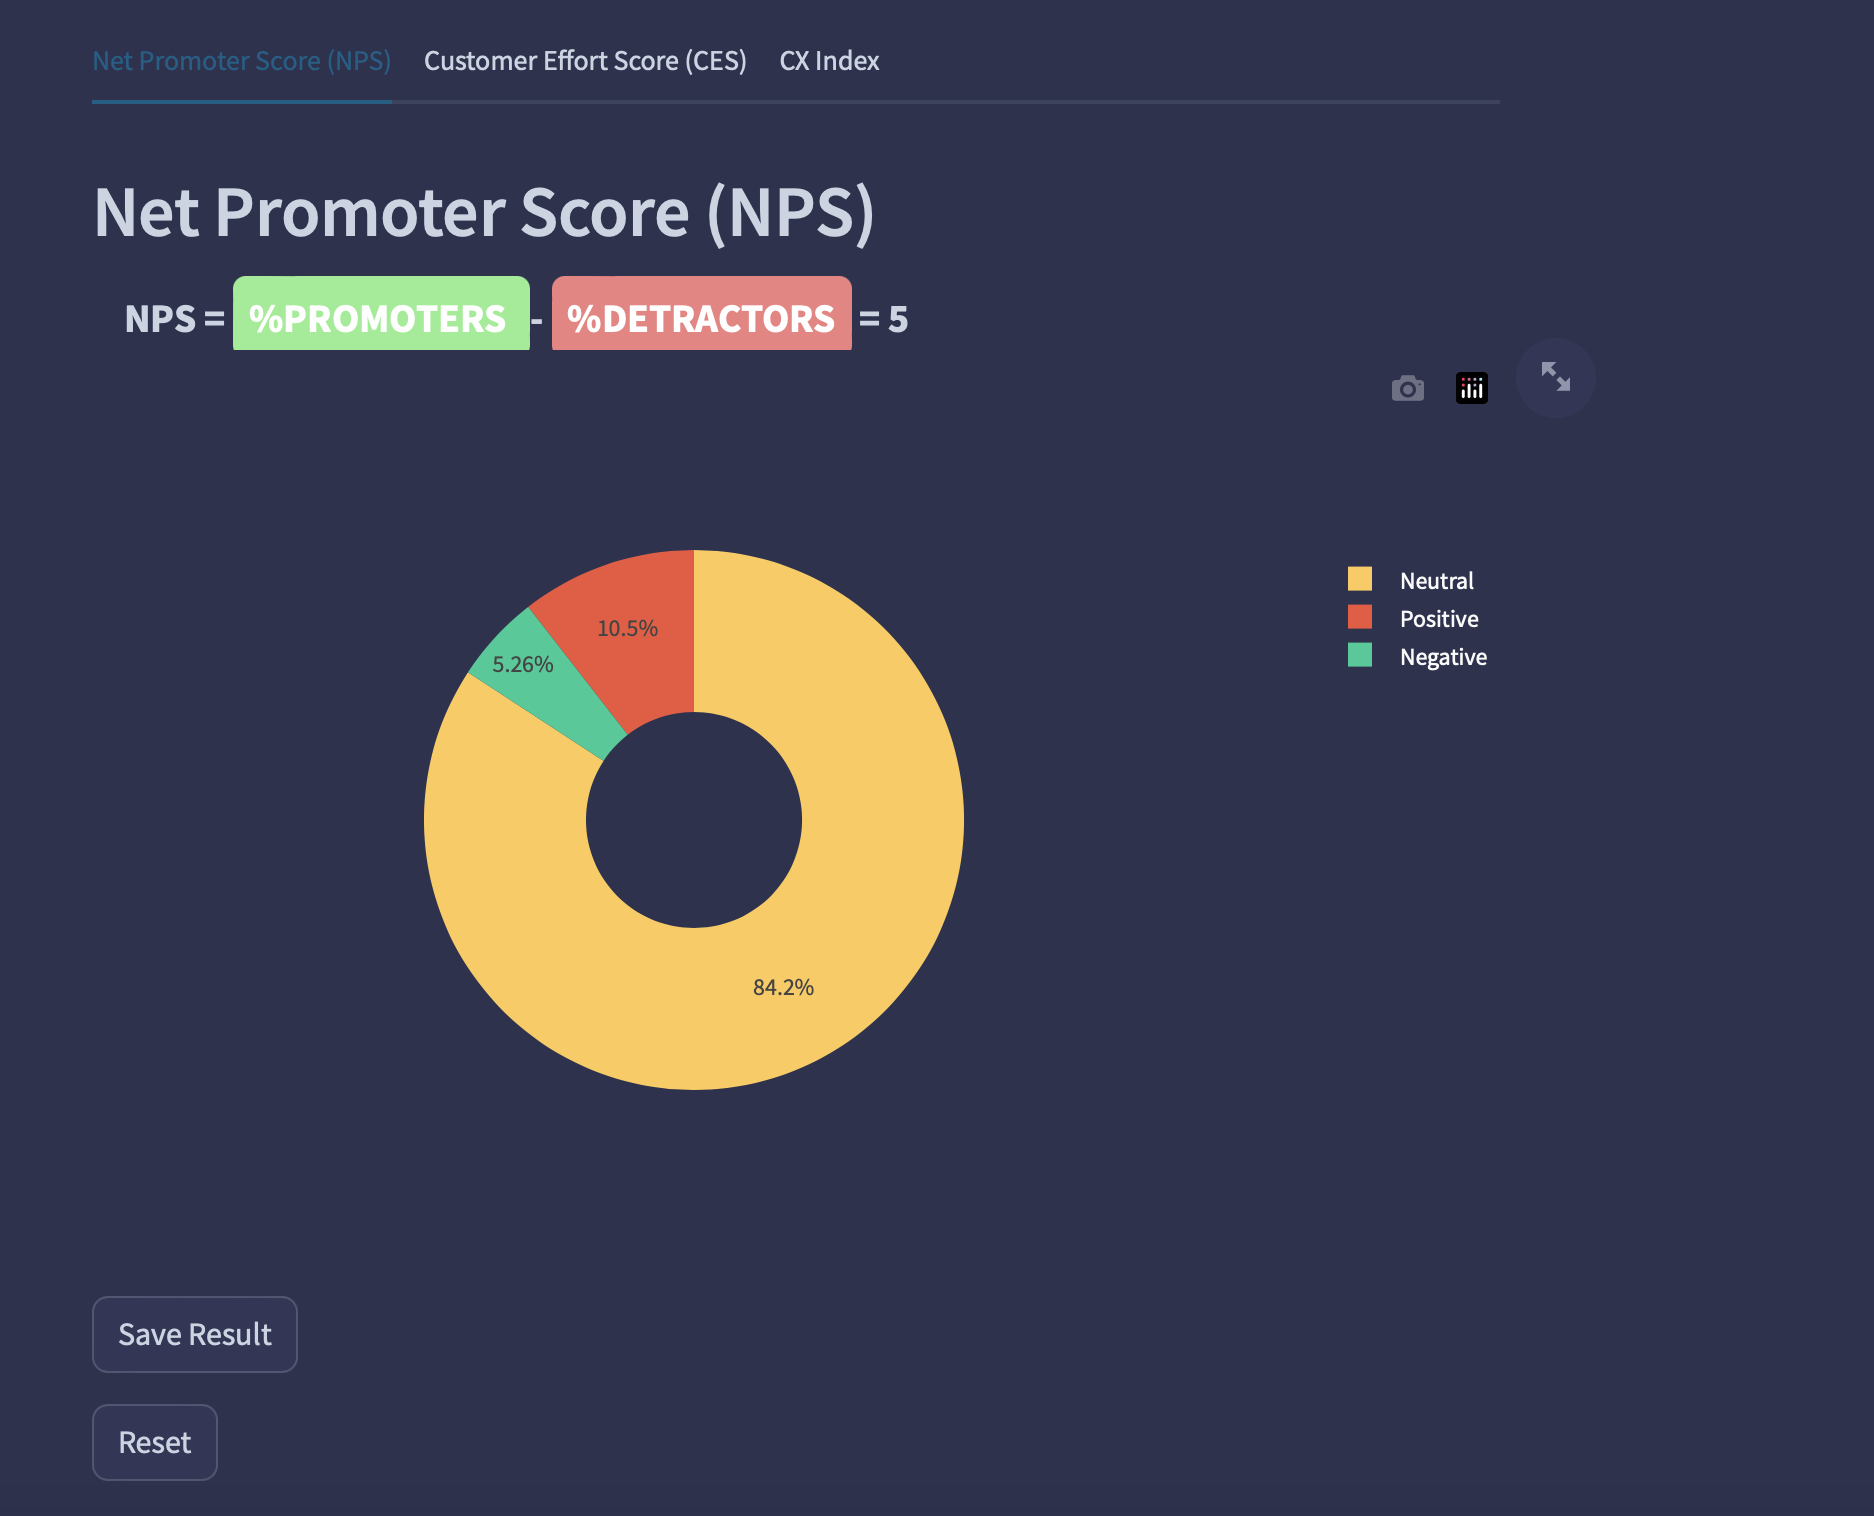 Net Promoter Score (NPS) Customer Effort Score (CES) CX Index
Net Promoter Score (NPS)
NPS = %PROMOTERS - %DETRACTORS = 5
Neutral
Positive
Negative
10.5%
5.26%
84.2%
Save Result
Reset